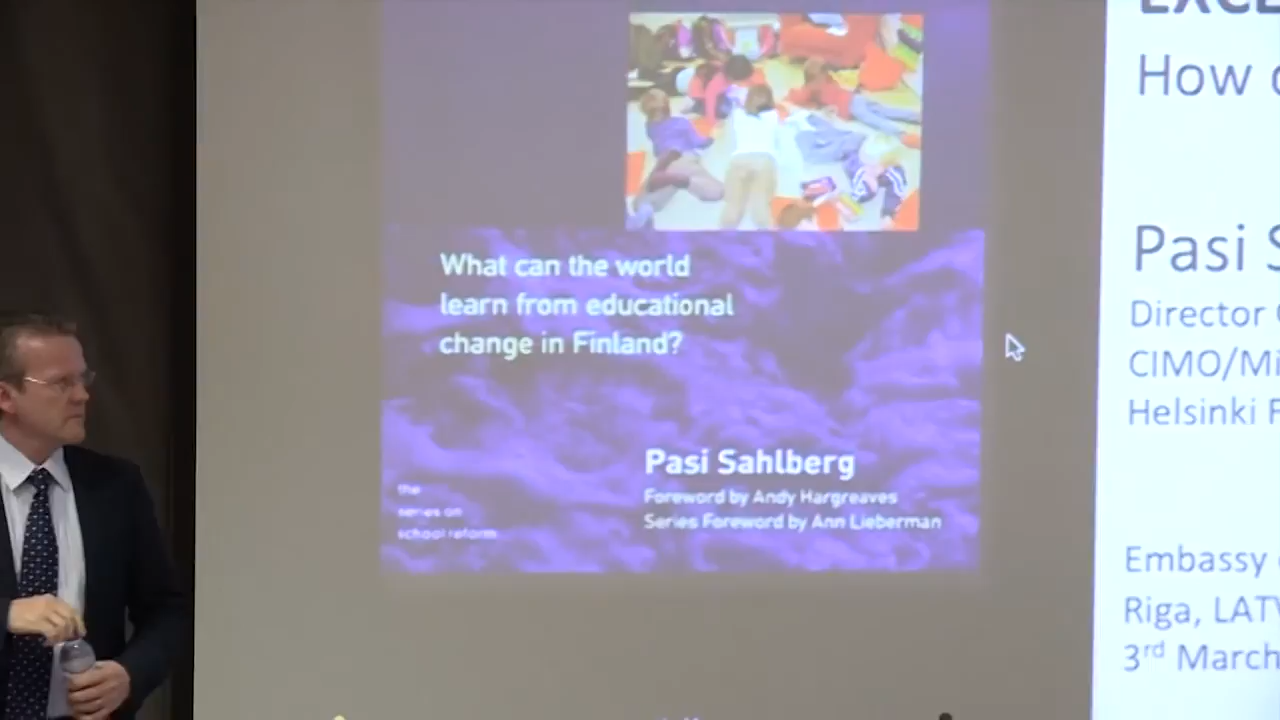 What can the world
learn from educational
change in Finland?
Pasi Sahlberg
Foreword by Andy Hargreaves
Series Foreword by Ann Lieberman
the
series on
school reform
EXCE
How
Pasi S
Director
CIMO/Mi
Helsinki F
Embassy
Riga, LATV
3rd March